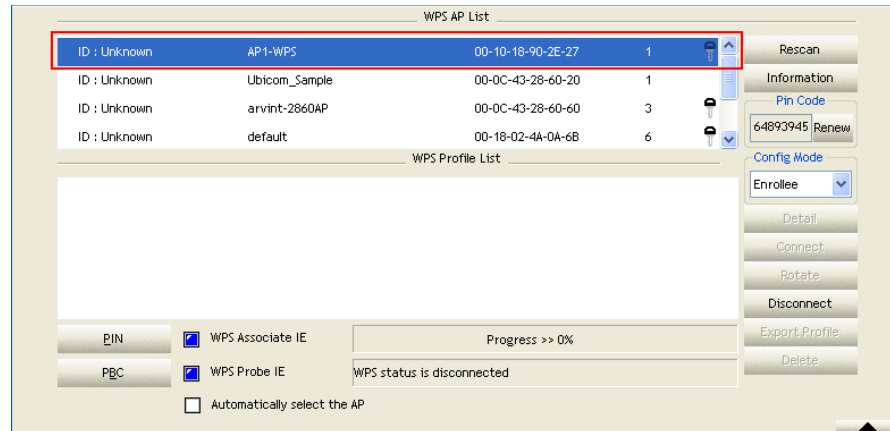 WPS AP List
ID : Unknown AP1-WPS 00-10-18-90-2E-27 1
ID : Unknown Ubicom_Sample 00-0C-43-28-60-20 1
ID : Unknown arvint-2860AP 00-0C-43-28-60-60 3
ID : Unknown default 00-18-02-4A-0A-6B 6
Rescan
Information
Pin Code
64893945 Renew
Config Mode
Enrollee
Detail
Connect
Rotate
Disconnect
Export Profile
Delete
WPS Profile List
PIN WPS Associate IE Progress >> 0%
PBC WPS Probe IE WPS status is disconnected
Automatically select the AP